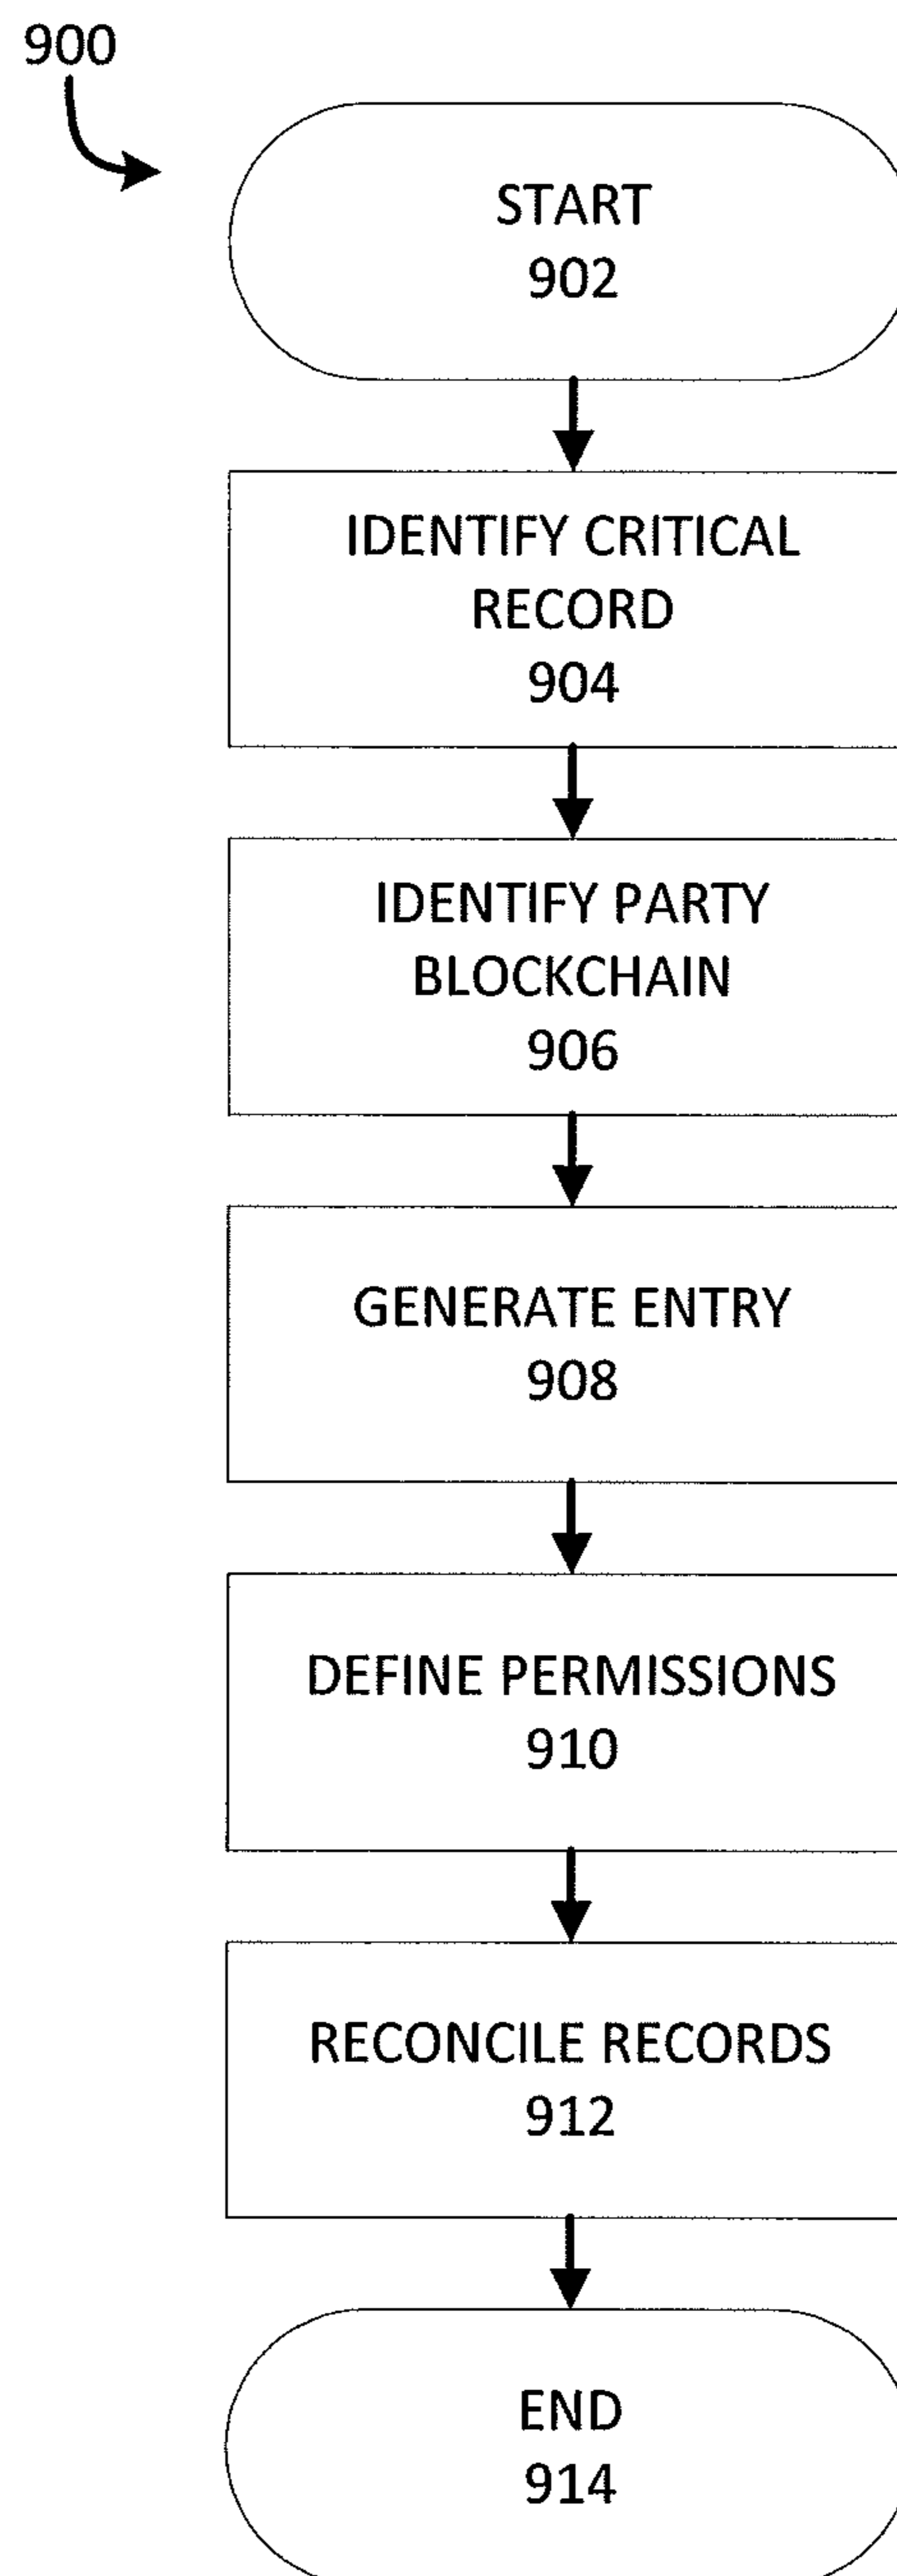 900
START
902
IDENTIFY CRITICAL
RECORD
904
IDENTIFY PARTY
BLOCKCHAIN
906
GENERATE ENTRY
908
DEFINE PERMISSIONS
910
RECONCILE RECORDS
912
END
914